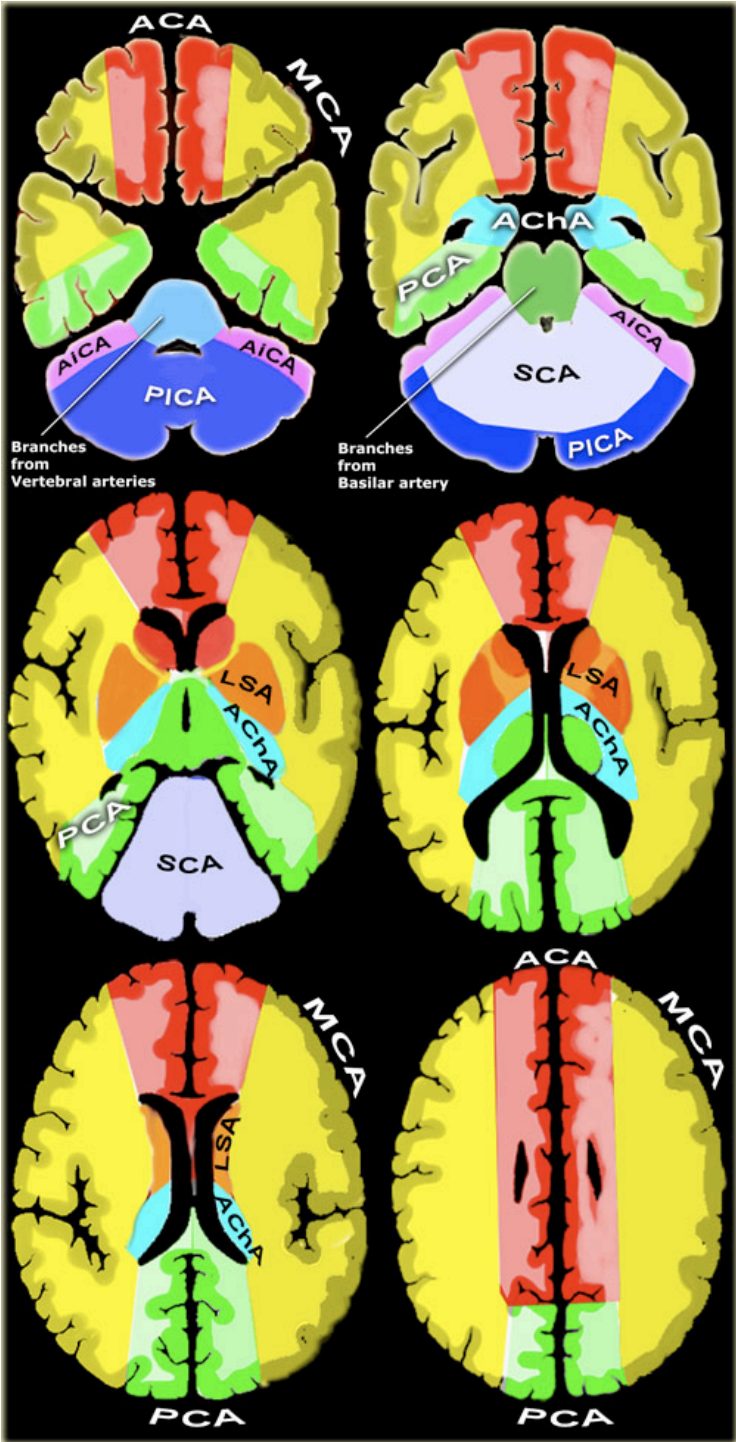 ACA
MCA
AChA
PCA
AiCA
AiCA
AiCA
SCA
PICA
PICA
Branches
from
Vertebral arteries
Branches
from
Basilar artery
LSA
AChA
PCA
SCA
LSA
AChA
ACA
MCA
MCA
LSA
AChA
PCA
PCA